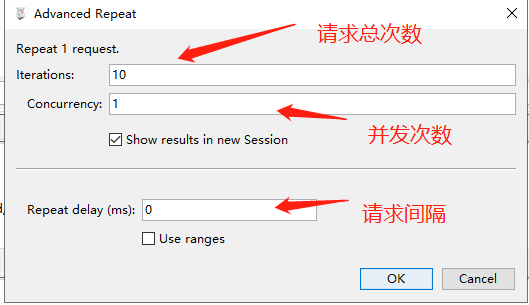 Advanced Repeat
请求总次数
Repeat 1 request.
Iterations: 10
Concurrency: 1
并发次数
Show results in new Session
Repeat delay (ms): 0
请求间隔
Use ranges
OK Cancel